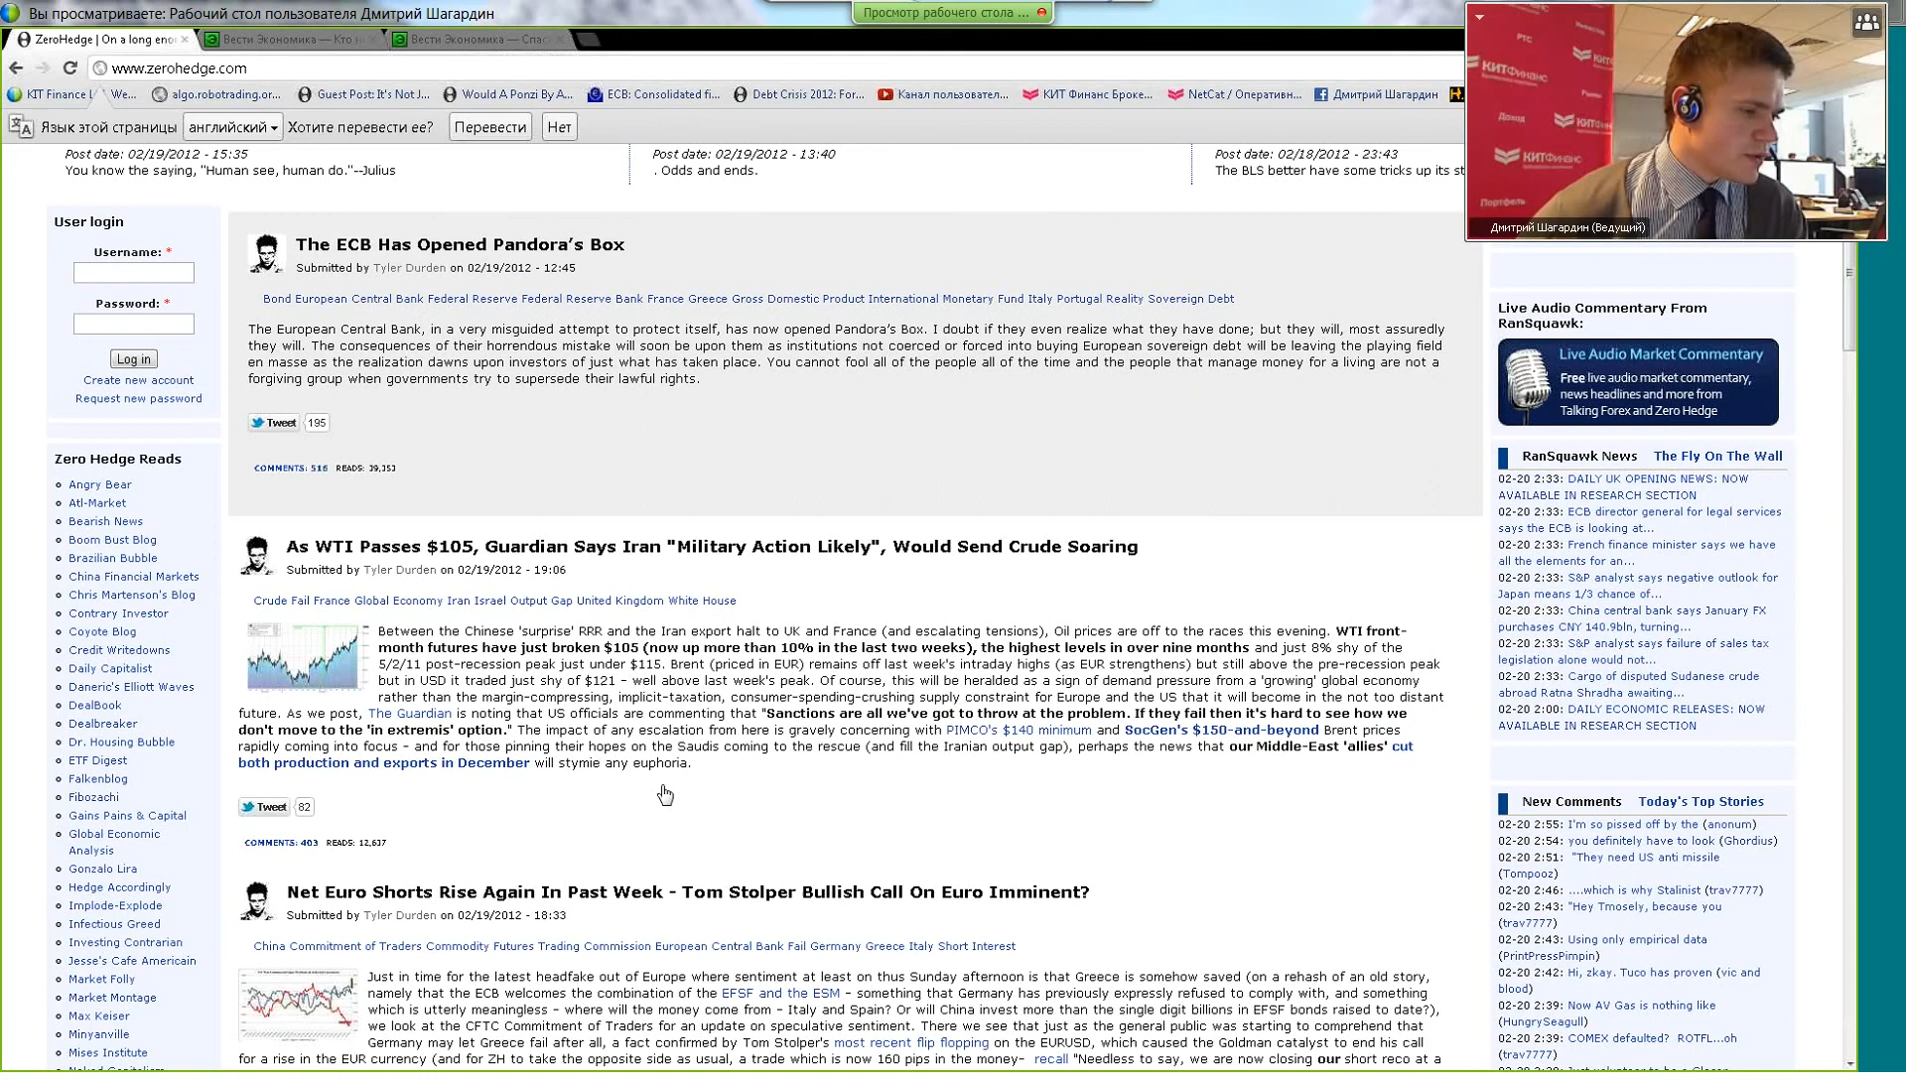 Вы просматриваете: Рабочий стол пользователя Дмитрий Шагардин
Просмотр рабочего стола ...
ZeroHedge | On a long eno
Вести Экономика — Кто н
Вести Экономика — Спас
www.zerohedge.com
KIT Finance
We...
algo.robotrading.or...
Guest Post: It's Not J...
Would A Ponzi By A...
ECB: Consolidated fi...
Debt Crisis 2012: For...
Канал пользовател...
КИТ Финанс Броке...
NetCat / Оперативн...
Дмитрий Шагардин
Язык этой страницы
английский
Хотите перевести ее?
Перевести
Нет
Post date: 02/19/2012 - 15:35
You know the saying, "Human see, human do."--Julius
Post date: 02/19/2012 - 13:40
. Odds and ends.
Post date: 02/18/2012 - 23:43
The BLS better have some tricks up its st
РТС
КИТФинанс
Рынки
Доход
КИТФинанс
Портфель
Дмитрий Шагардин (Ведущий)
User login
Username: *
Password: *
Log in
Create new account
Request new password
Zero Hedge Reads
Angry Bear
Atl-Market
Bearish News
Boom Bust Blog
Brazilian Bubble
China Financial Markets
Chris Martenson's Blog
Contrary Investor
Coyote Blog
Credit Writedowns
Daily Capitalist
Daneric's Elliott Waves
DealBook
Dealbreaker
Dr. Housing Bubble
ETF Digest
Falkenblog
Fibozachi
Gains Pains & Capital
Global Economic
Analysis
Gonzalo Lira
Hedge Accordingly
Implode-Explode
Infectious Greed
Investing Contrarian
Jesse's Cafe Americain
Market Folly
Market Montage
Max Keiser
Minyanville
Mises Institute
Naked Capitalism
The ECB Has Opened Pandora's Box
Submitted by Tyler Durden on 02/19/2012 - 12:45
Bond European Central Bank Federal Reserve Federal Reserve Bank France Greece Gross Domestic Product International Monetary Fund Italy Portugal Reality Sovereign Debt
The European Central Bank, in a very misguided attempt to protect itself, has now opened Pandora's Box. I doubt if they even realize what they have done; but they will, most assuredly
they will. The consequences of their horrendous mistake will soon be upon them as institutions not coerced or forced into buying European sovereign debt will be leaving the playing field
en masse as the realization dawns upon investors of just what has taken place. You cannot fool all of the people all of the time and the people that manage money for a living are not a
forgiving group when governments try to supersede their lawful rights.
Tweet 195
COMMENTS: 516 READS: 39,353
As WTI Passes $105, Guardian Says Iran "Military Action Likely", Would Send Crude Soaring
Submitted by Tyler Durden on 02/19/2012 - 19:06
Crude Fail France Global Economy Iran Israel Output Gap United Kingdom White House
Between the Chinese 'surprise' RRR and the Iran export halt to UK and France (and escalating tensions), Oil prices are off to the races this evening. WTI front-
month futures have just broken $105 (now up more than 10% in the last two weeks), the highest levels in over nine months and just 8% shy of the
5/2/11 post-recession peak just under $115. Brent (priced in EUR) remains off last week's intraday highs (as EUR strengthens) but still above the pre-recession peak
but in USD it traded just shy of $121 - well above last week's peak. Of course, this will be heralded as a sign of demand pressure from a 'growing' global economy
rather than the margin-compressing, implicit-taxation, consumer-spending-crushing supply constraint for Europe and the US that it will become in the not too distant
future. As we post, The Guardian is noting that US officials are commenting that "Sanctions are all we've got to throw at the problem. If they fail then it's hard to see how we
don't move to the 'in extremis' option." The impact of any escalation from here is gravely concerning with PIMCO's $140 minimum and SocGen's $150-and-beyond Brent prices
rapidly coming into focus - and for those pinning their hopes on the Saudis coming to the rescue (and fill the Iranian output gap), perhaps the news that our Middle-East 'allies' cut
both production and exports in December will stymie any euphoria.
Tweet 82
COMMENTS: 403 READS: 12,637
Net Euro Shorts Rise Again In Past Week - Tom Stolper Bullish Call On Euro Imminent?
Submitted by Tyler Durden on 02/19/2012 - 18:33
China Commitment of Traders Commodity Futures Trading Commission European Central Bank Fail Germany Greece Italy Short Interest
Just in time for the latest headfake out of Europe where sentiment at least on thus Sunday afternoon is that Greece is somehow saved (on a rehash of an old story,
namely that the ECB welcomes the combination of the EFSF and the ESM - something that Germany has previously expressly refused to comply with, and something
which is utterly meaningless - where will the money come from - Italy and Spain? Or will China invest more than the single digit billions in EFSF bonds raised to date?),
we look at the CFTC Commitment of Traders for an update on speculative sentiment. There we see that just as the general public was starting to comprehend that
Germany may let Greece fail after all, a fact confirmed by Tom Stolper's most recent flip flopping on the EURUSD, which caused the Goldman catalyst to end his call
for a rise in the EUR currency (and for ZH to take the opposite side as usual, a trade which is now 160 pips in the money- recall "Needless to say, we are now closing our short reco at a
Live Audio Commentary From
RanSquawk:
Live Audio Market Commentary
Free live audio market commentary,
news headlines and more from
Talking Forex and Zero Hedge
RanSquawk News The Fly On The Wall
02-20 2:33: DAILY UK OPENING NEWS: NOW
AVAILABLE IN RESEARCH SECTION
02-20 2:33: ECB director general for legal services
says the ECB is looking at...
02-20 2:33: French finance minister says we have
all the elements for an...
02-20 2:33: S&P analyst says negative outlook for
Japan means 1/3 chance of...
02-20 2:33: China central bank says January FX
purchases CNY 140.9bln, turning...
02-20 2:33: S&P analyst says failure of sales tax
legislation alone would not...
02-20 2:33: Cargo of disputed Sudanese crude
abroad Ratna Shradha awaiting...
02-20 2:00: DAILY ECONOMIC RELEASES: NOW
AVAILABLE IN RESEARCH SECTION
New Comments Today's Top Stories
02-20 2:55: I'm so pissed off by the (anonum)
02-20 2:54: you definitely have to look (Ghordius)
02-20 2:51: "They need US anti missile
(Tompooz)
02-20 2:46: ....which is why Stalinist (trav7777)
02-20 2:43: "Hey Tmosely, because you
(trav7777)
02-20 2:43: Using only empirical data
(PrintPressPimpin)
02-20 2:42: Hi, zkay. Tuco has proven (vic and
blood)
02-20 2:39: Now AV Gas is nothing like
(HungrySeagull)
02-20 2:39: COMEX defaulted? ROTFL...oh
(trav7777)